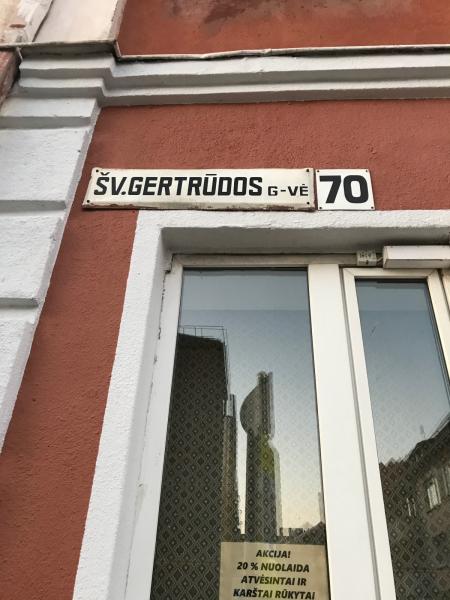 ŠV.GERTRŪDOS G-VĖ 70
AKCIJA!
20 % NUOLAIDA
ATVĖSINTAI IR
KARŠTAI RŪKYTAI